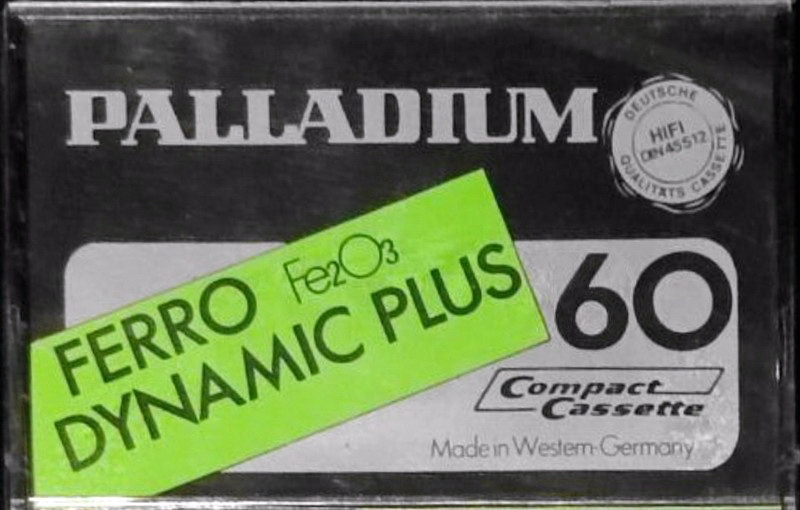 PALLADIUM
DEUTSCHE
HIFI
DIN 45512
QUALITÄTS CASSETTE
FERRO Fe₂O₃
DYNAMIC PLUS
60
Compact
Cassette
Made in Western-Germany